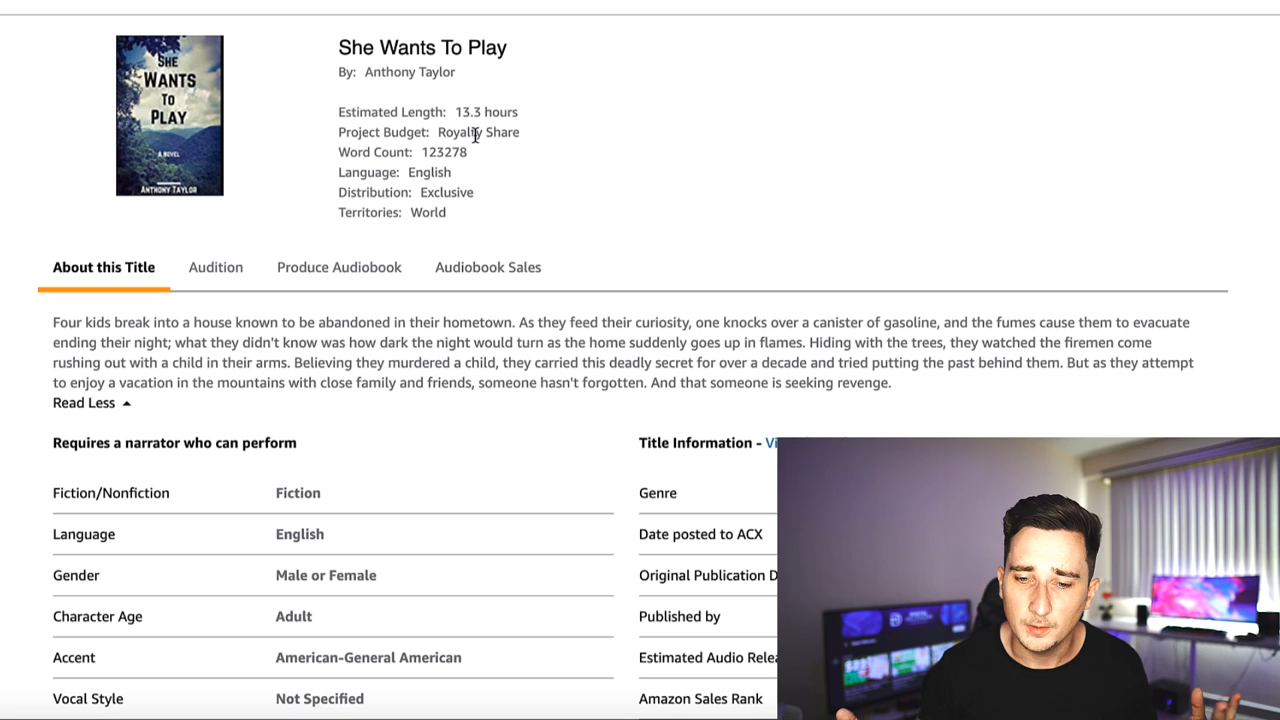 SHE
WANTS
TO
PLAY
A NOVEL
ANTHONY TAYLOR
She Wants To Play
By: Anthony Taylor
Estimated Length: 13.3 hours
Project Budget: Royalty Share
Word Count: 123278
Language: English
Distribution: Exclusive
Territories: World
About this Title Audition Produce Audiobook Audiobook Sales
Four kids break into a house known to be abandoned in their hometown. As they feed their curiosity, one knocks over a canister of gasoline, and the fumes cause them to evacuate
ending their night; what they didn't know was how dark the night would turn as the home suddenly goes up in flames. Hiding with the trees, they watched the firemen come
rushing out with a child in their arms. Believing they murdered a child, they carried this deadly secret for over a decade and tried putting the past behind them. But as they attempt
to enjoy a vacation in the mountains with close family and friends, someone hasn't forgotten. And that someone is seeking revenge.
Read Less
Requires a narrator who can perform
Title Information -
Fiction/Nonfiction Fiction
Genre
Language English
Date posted to ACX
Gender Male or Female
Original Publication D
Character Age Adult
Published by
Accent American-General American
Estimated Audio Relea
Vocal Style Not Specified
Amazon Sales Rank